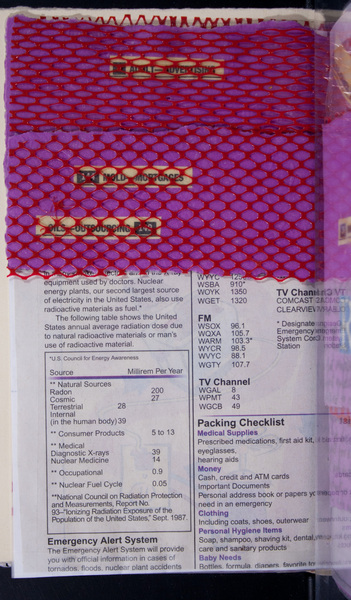 ADULT—ADVERTISING
MOLD—MORTGAGES
OILS—OUTSOURCING
equipment used by doctors. Nuclear
energy plants, our second largest source
of electricity in the United States, also use
radioactive materials as fuel.*
The following table shows the United
States annual average radiation dose due
to natural radioactive materials or man's
use of radioactive material.
*U.S. Council for Energy Awareness
Source Millirem Per Year
** Natural Sources
Radon 200
Cosmic 27
Terrestrial 28
Internal
(in the human body)39
** Consumer Products 5 to 13
** Medical
Diagnostic X-rays 39
Nuclear Medicine 14
** Occupational 0.9
** Nuclear Fuel Cycle 0.05
**National Council on Radiation Protection
and Measurements, Report No.
93–"Ionizing Radiation Exposure of the
Population of the United States," Sept. 1987.
Emergency Alert System
The Emergency Alert System will provide
you with official information in cases of
tornados, floods, nuclear plant accidents
WYYC 1250
WSBA 910*
WOYK 1350
WGET 1320
FM
WSOX 96.1
WQXA 105.7
WARM 103.3*
WYCR 98.5
WVYC 88.1
WGTY 107.7
TV Channel
WGAL 8
WPMT 43
WGCB 49
COMCAST
* Designate
Emergency
System
Station
Packing Checklist
Medical Supplies
Prescribed medications, first aid kit,
eyeglasses,
hearing aids
Money
Cash, credit and ATM cards
Important Documents
Personal address book or papers
need in an emergency
Clothing
Including coats, shoes, outerwear
Personal Hygiene Items
Soap, shampoo, shaving kit, dental
care and sanitary products
Baby Needs
Bottles, formula, diapers, favorite